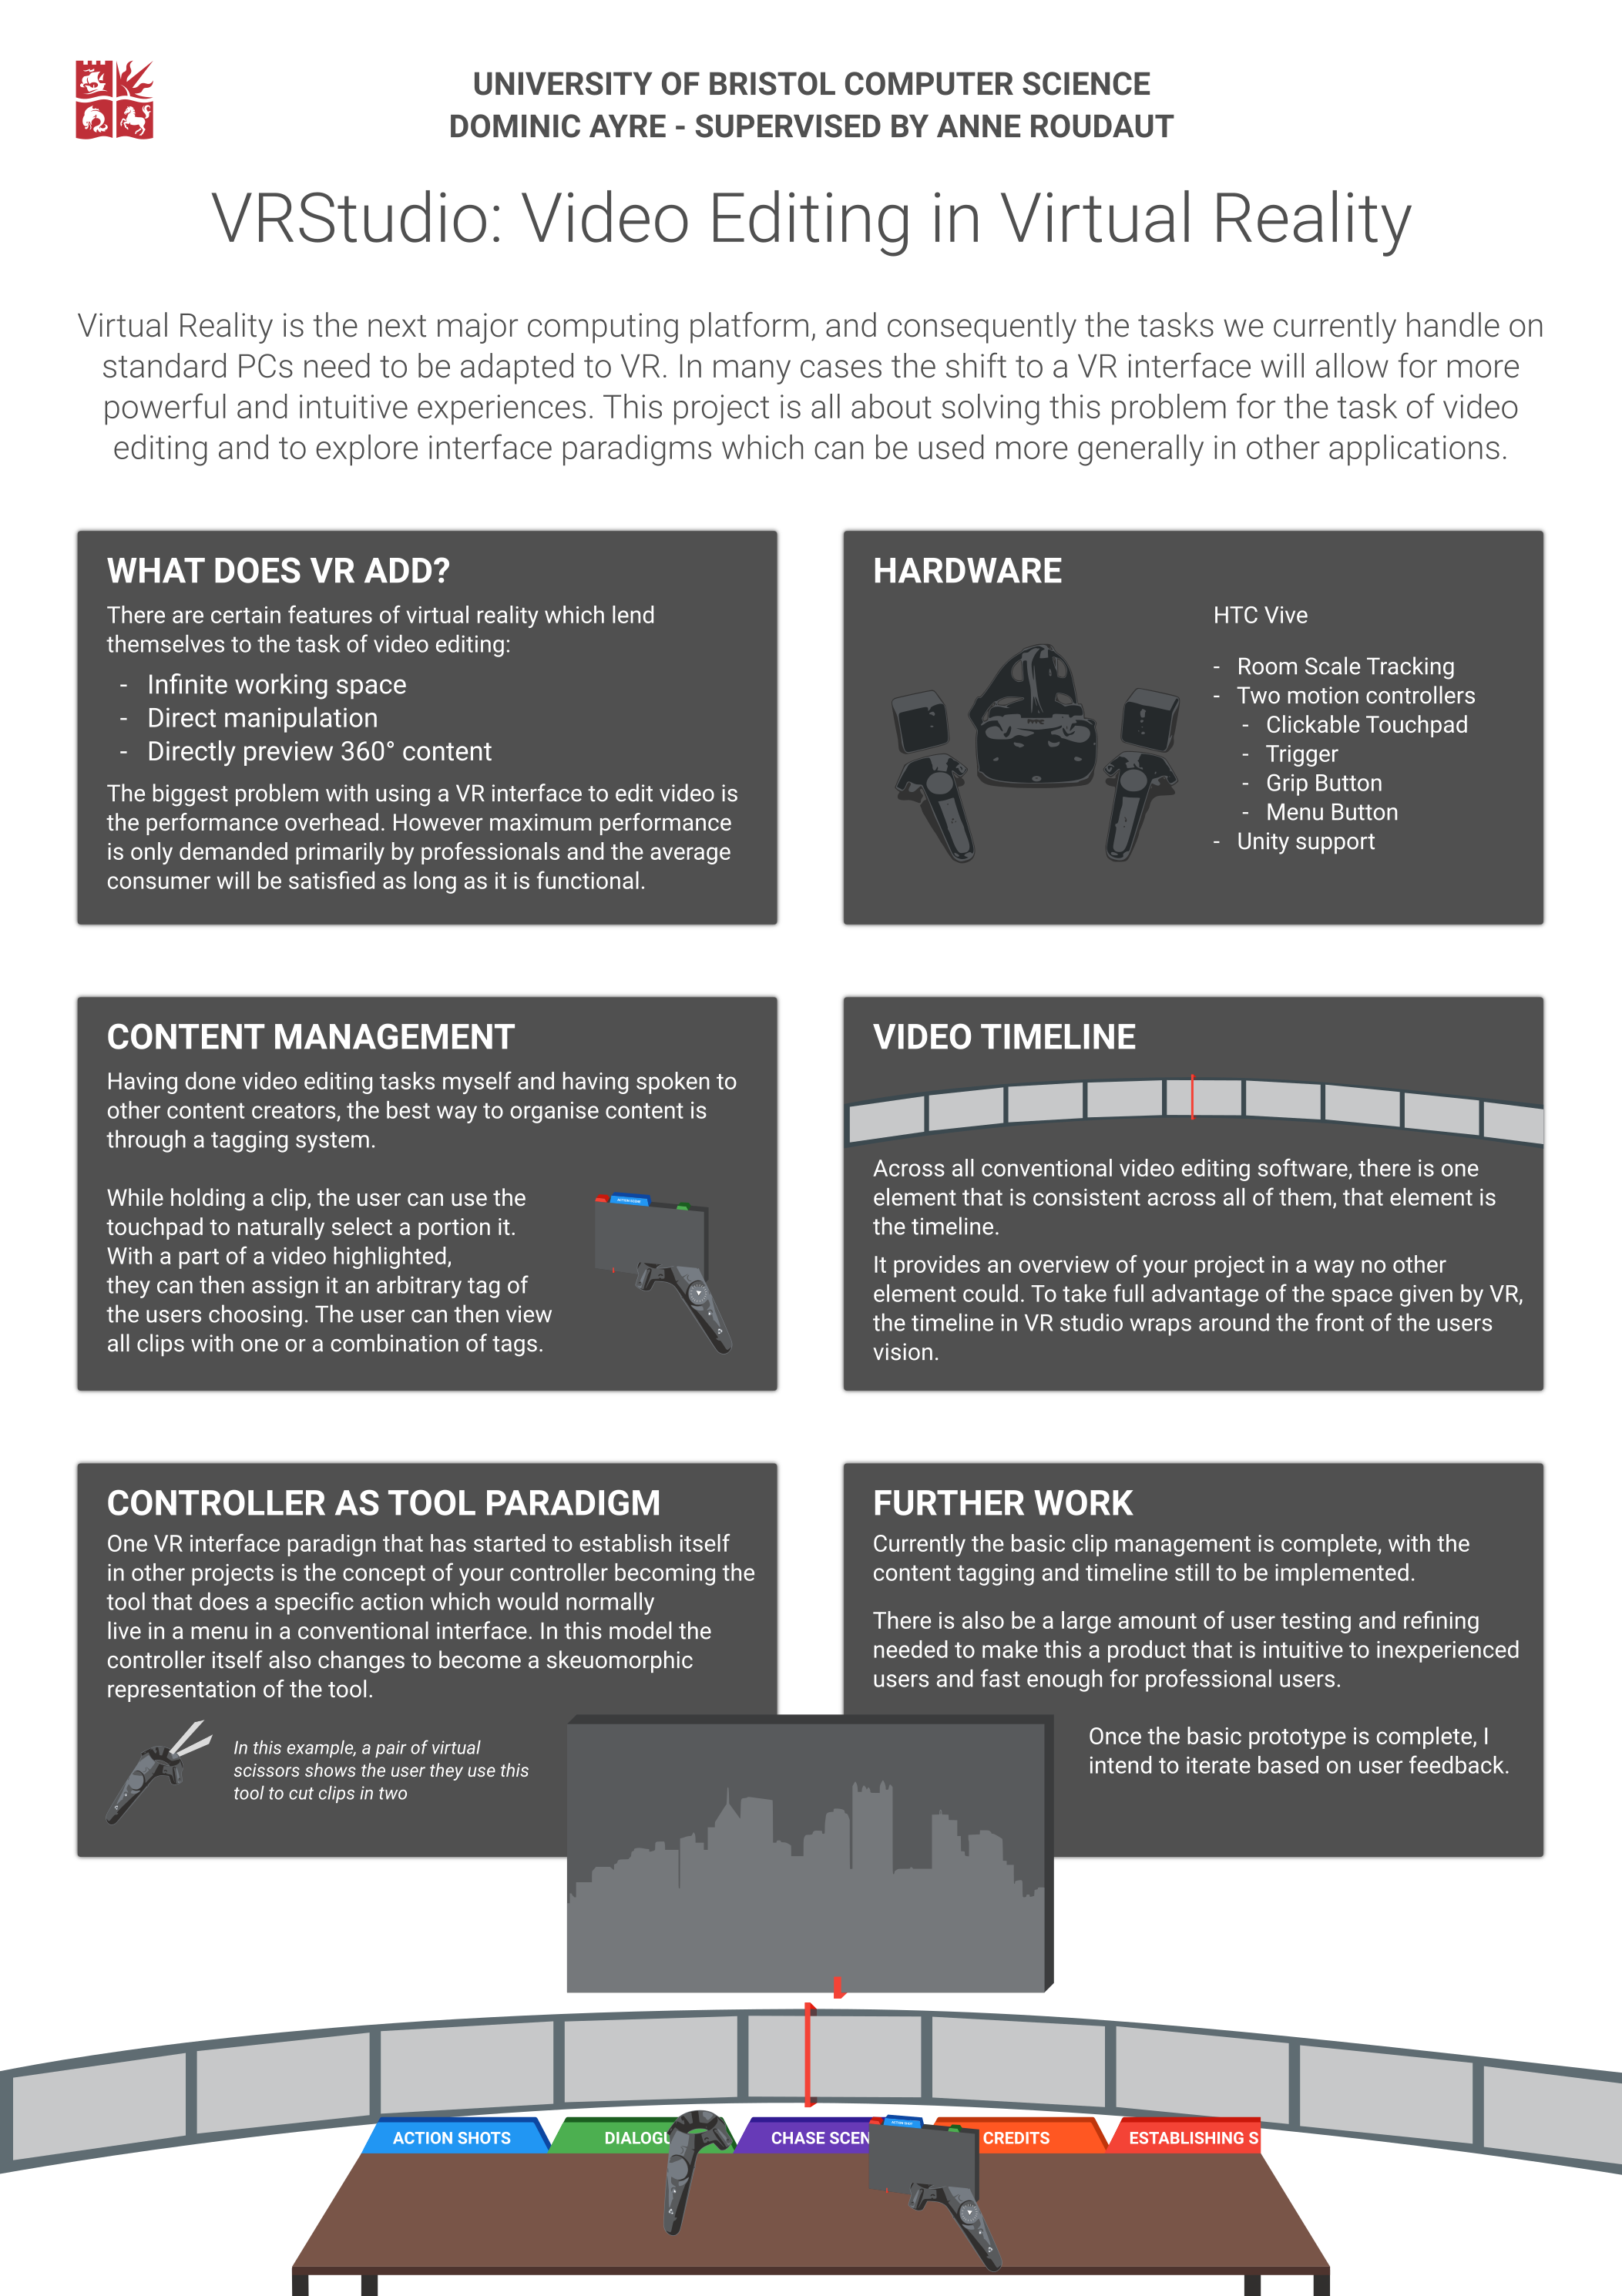 UNIVERSITY OF BRISTOL COMPUTER SCIENCE
DOMINIC AYRE - SUPERVISED BY ANNE ROUDAUT
VRStudio: Video Editing in Virtual Reality
Virtual Reality is the next major computing platform, and consequently the tasks we currently handle on
standard PCs need to be adapted to VR. In many cases the shift to a VR interface will allow for more
powerful and intuitive experiences. This project is all about solving this problem for the task of video
editing and to explore interface paradigms which can be used more generally in other applications.
WHAT DOES VR ADD?
There are certain features of virtual reality which lend
themselves to the task of video editing:
- Infinite working space
- Direct manipulation
- Directly preview 360° content
The biggest problem with using a VR interface to edit video is
the performance overhead. However maximum performance
is only demanded primarily by professionals and the average
consumer will be satisfied as long as it is functional.
HARDWARE
HTC Vive
- Room Scale Tracking
- Two motion controllers
- Clickable Touchpad
- Trigger
- Grip Button
- Menu Button
- Unity support
CONTENT MANAGEMENT
Having done video editing tasks myself and having spoken to
other content creators, the best way to organise content is
through a tagging system.
While holding a clip, the user can use the
touchpad to naturally select a portion it.
With a part of a video highlighted,
they can then assign it an arbitrary tag of
the users choosing. The user can then view
all clips with one or a combination of tags.
VIDEO TIMELINE
Across all conventional video editing software, there is one
element that is consistent across all of them, that element is
the timeline.
It provides an overview of your project in a way no other
element could. To take full advantage of the space given by VR,
the timeline in VR studio wraps around the front of the users
vision.
CONTROLLER AS TOOL PARADIGM
One VR interface paradign that has started to establish itself
in other projects is the concept of your controller becoming the
tool that does a specific action which would normally
live in a menu in a conventional interface. In this model the
controller itself also changes to become a skeuomorphic
representation of the tool.
In this example, a pair of virtual
scissors shows the user they use this
tool to cut clips in two
FURTHER WORK
Currently the basic clip management is complete, with the
content tagging and timeline still to be implemented.
There is also be a large amount of user testing and refining
needed to make this a product that is intuitive to inexperienced
users and fast enough for professional users.
Once the basic prototype is complete, I
intend to iterate based on user feedback.
ACTION SHOTS
DIALOGU
CHASE SCEN
CREDITS
ESTABLISHING S